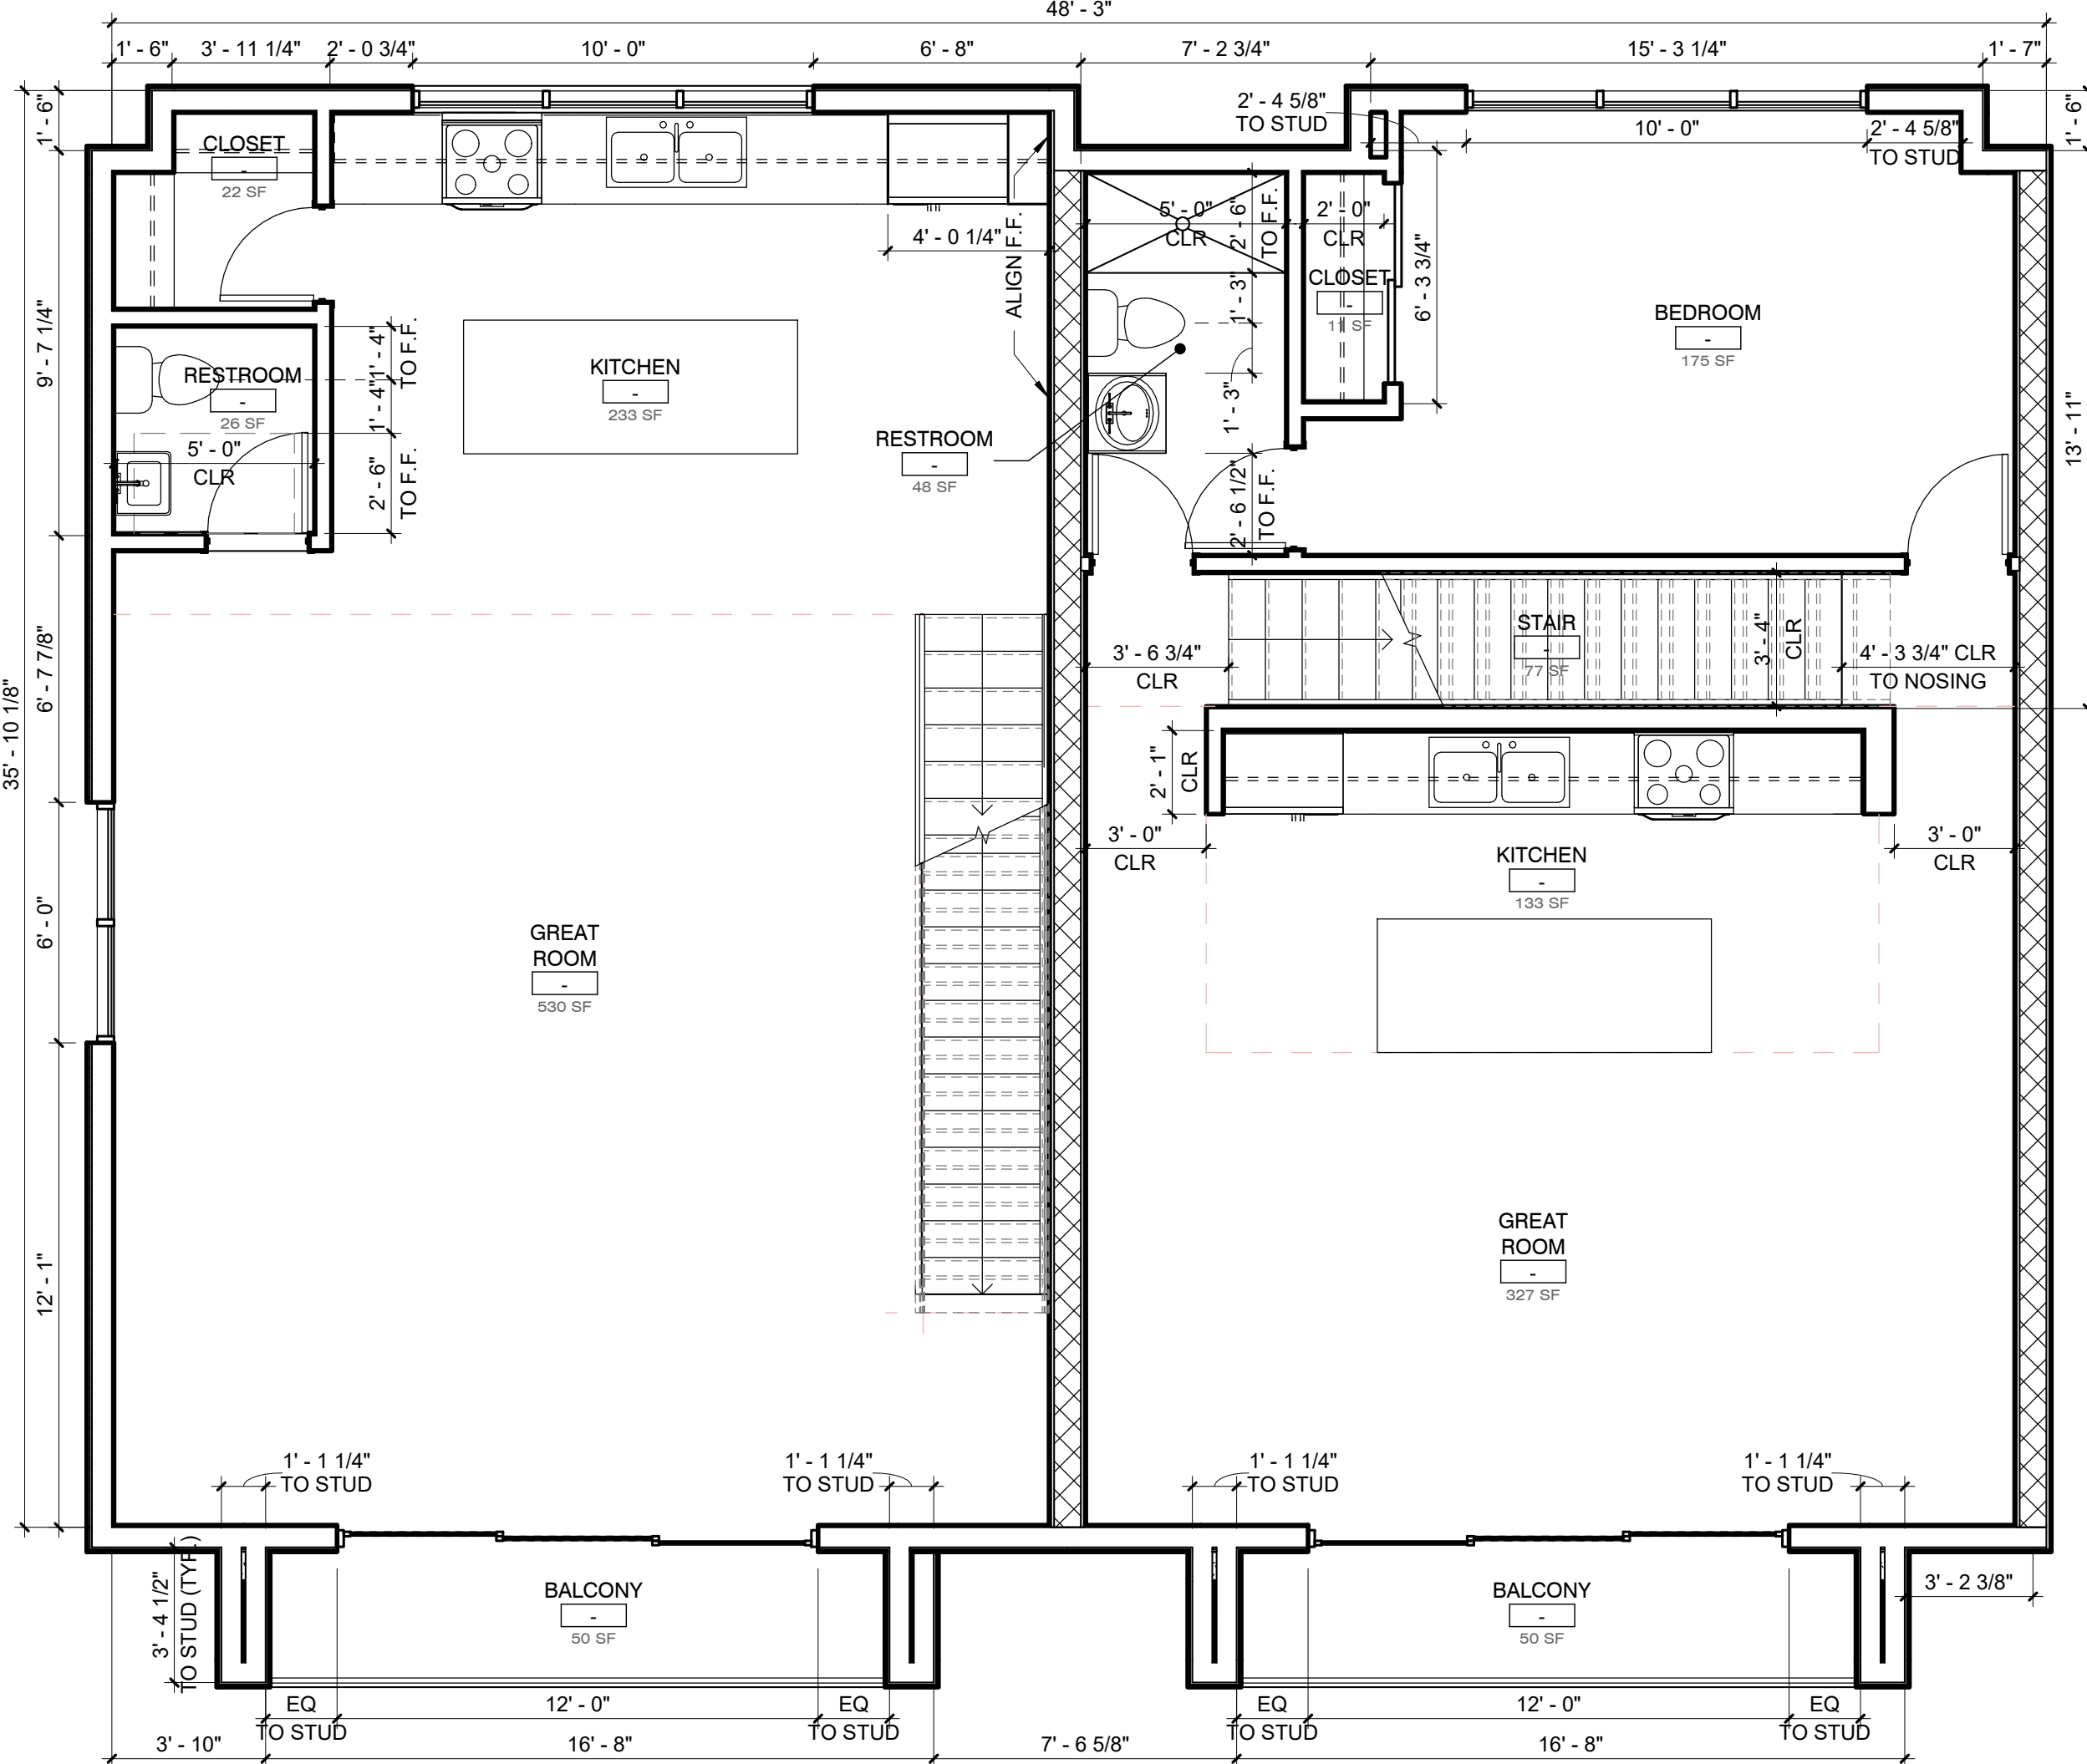 48' - 3"
1' - 6"
3' - 11 1/4"
2' - 0 3/4"
10' - 0"
6' - 8"
7' - 2 3/4"
15' - 3 1/4"
1' - 7"
1' - 6"
2' - 4 5/8"
TO STUD
10' - 0"
2' - 4 5/8"
TO STUD
1' - 6"
CLOSET
-
22 SF
5' - 0"
CLR
2' - 6"
TO F.F.
2' - 0"
CLR
4' - 0 1/4"
ALIGN F.F.
6' - 3 3/4"
CLOSET
-
11 SF
1' - 3"
BEDROOM
-
175 SF
9' - 7 1/4"
1' - 4"
TO F.F.
RESTROOM
-
26 SF
1' - 4"
KITCHEN
-
233 SF
1' - 3"
13' - 11"
5' - 0"
CLR
2' - 6"
TO F.F.
RESTROOM
-
48 SF
2' - 6 1/2"
TO F.F.
35' - 10 1/8"
6' - 7 7/8"
3' - 6 3/4"
CLR
STAIR
-
77 SF
3' - 4"
CLR
4' - 3 3/4" CLR
TO NOSING
2' - 1"
CLR
3' - 0"
CLR
KITCHEN
-
133 SF
3' - 0"
CLR
6' - 0"
GREAT
ROOM
-
530 SF
GREAT
ROOM
-
327 SF
12' - 1"
1' - 1 1/4"
TO STUD
1' - 1 1/4"
TO STUD
1' - 1 1/4"
TO STUD
1' - 1 1/4"
TO STUD
3' - 4 1/2"
TO STUD (TYP.)
BALCONY
-
50 SF
BALCONY
-
50 SF
3' - 2 3/8"
EQ
TO STUD
12' - 0"
EQ
TO STUD
EQ
TO STUD
12' - 0"
EQ
TO STUD
3' - 10"
16' - 8"
7' - 6 5/8"
16' - 8"